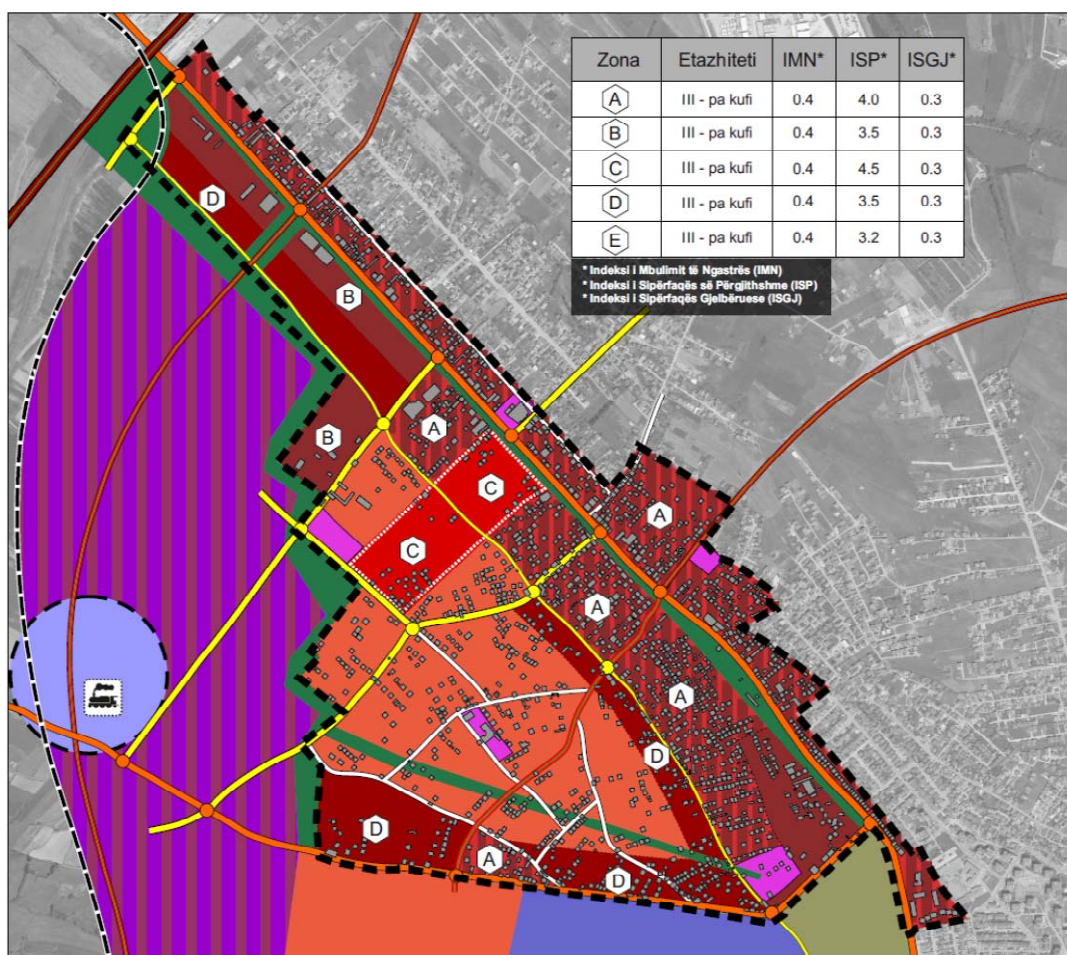 Zona Etazhiteti IMN* ISP* ISGJ*
A III - pa kufi 0.4 4.0 0.3
B III - pa kufi 0.4 3.5 0.3
C III - pa kufi 0.4 4.5 0.3
D III - pa kufi 0.4 3.5 0.3
E III - pa kufi 0.4 3.2 0.3
* Indeksi i Mbulimit të Ngastrës (IMN)
* Indeksi i Sipërfaqës së Përgjithshme (ISP)
* Indeksi i Sipërfaqës Gjelbëruese (ISGJ)
D
B
A
B
C
A
C
A
A
D
D
A
D